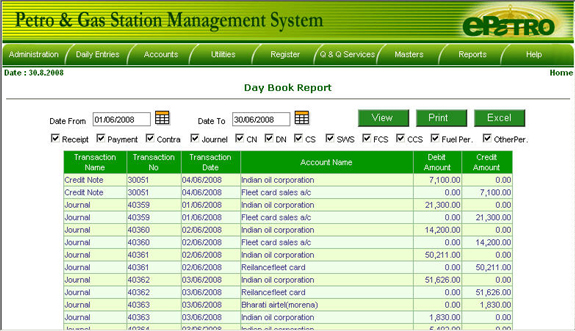 Petro & Gas Station Management System
ePETRO
Administration Daily Entries Accounts Utilities Register Q & Q Services Masters Reports Help
Date : 30.8.2008 Home
Day Book Report
Date From 01/06/2008 Date To 30/06/2008 View Print Excel
Receipt Payment Contra Journel CN DN CS SWS FCS CCS Fuel Per. OtherPer.
Transaction Name Transaction No Transaction Date Account Name Debit Amount Credit Amount
Credit Note 30051 04/06/2008 Indian oil corporation 7,100.00 0.00
Credit Note 30051 04/06/2008 Fleet card sales a/c 0.00 7,100.00
Journal 40359 01/06/2008 Indian oil corporation 21,300.00 0.00
Journal 40359 01/06/2008 Fleet card sales a/c 0.00 21,300.00
Journal 40360 02/06/2008 Indian oil corporation 14,200.00 0.00
Journal 40360 02/06/2008 Fleet card sales a/c 0.00 14,200.00
Journal 40361 02/06/2008 Indian oil corporation 50,211.00 0.00
Journal 40361 02/06/2008 Reilancefleet card 0.00 50,211.00
Journal 40362 03/06/2008 Indian oil corporation 51,626.00 0.00
Journal 40362 03/06/2008 Reilancefleet card 0.00 51,626.00
Journal 40363 03/06/2008 Bharati airtel(morena) 0.00 1,830.00
Journal 40363 03/06/2008 Indian oil corporation 1,830.00 0.00
Journal 40364 03/06/2008 Indian oil corporation 0.00